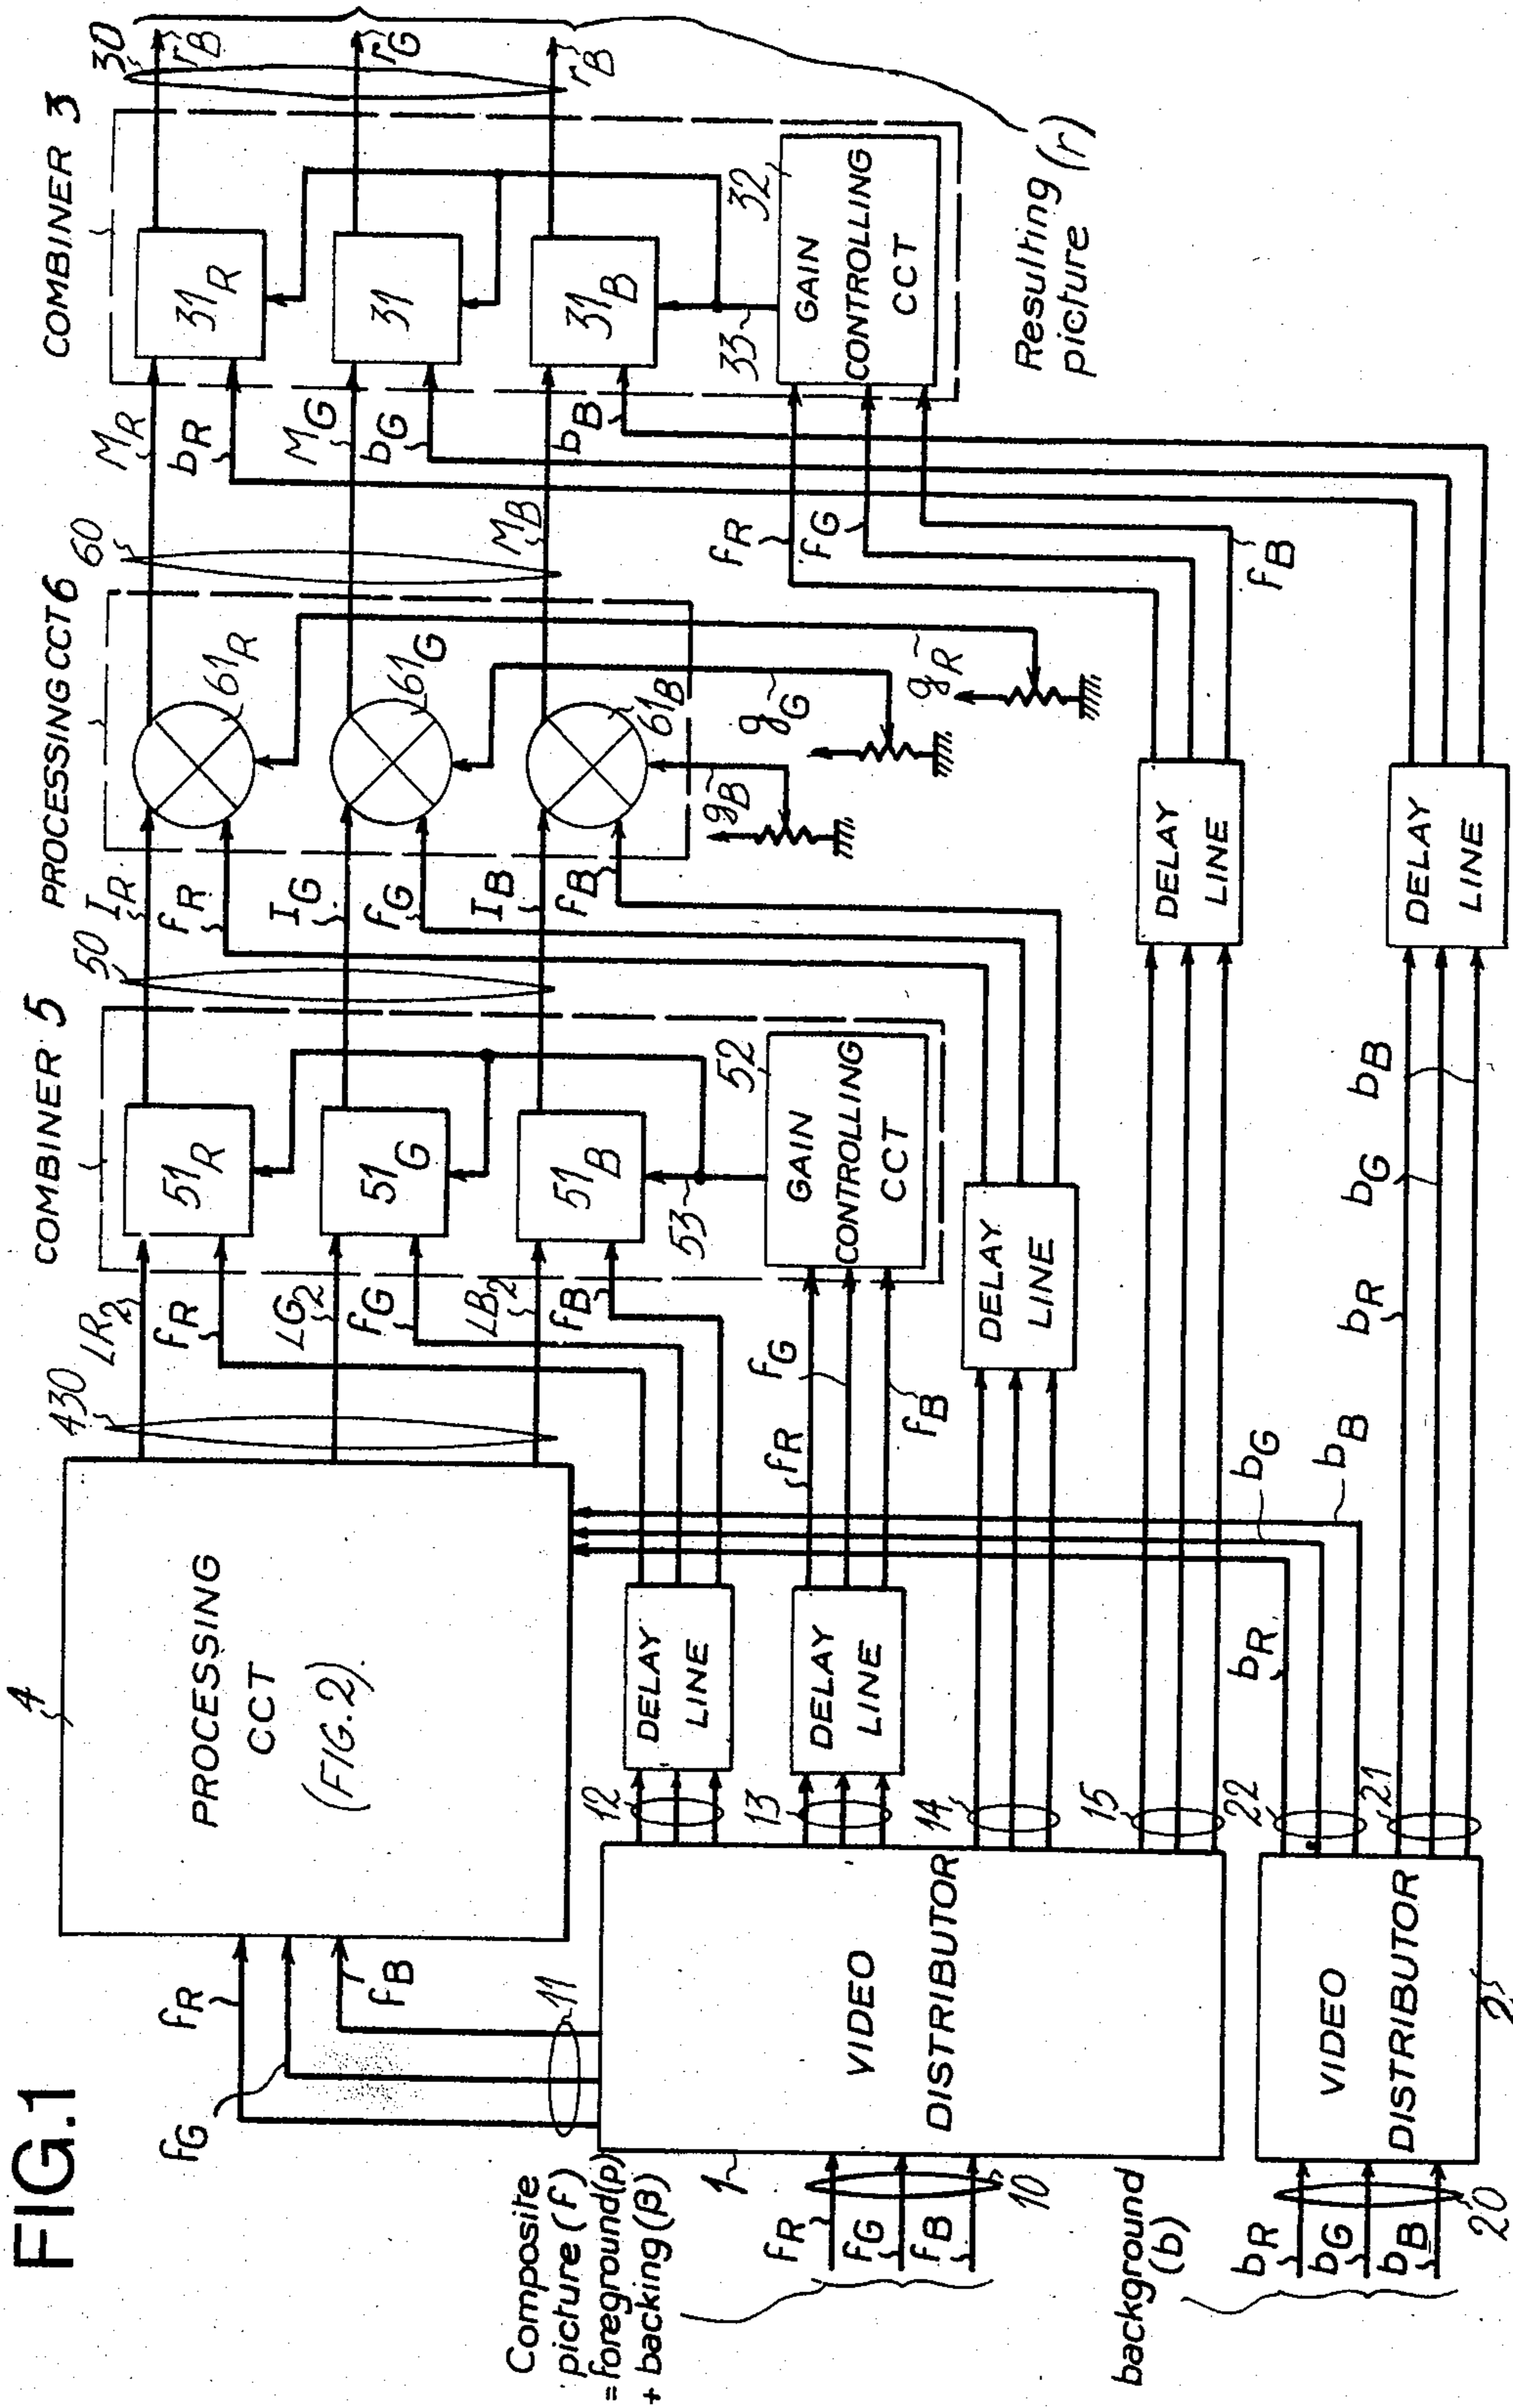 FIG.1
4
PROCESSING
CCT
(FIG.2).
430
LR2
fR
LG2
fG
LB2
fB
COMBINER 5
51R
51G
51B
53
52
GAIN
CONTROLLING
CCT
50
IR
fR
IG
fG
IB
fB
PROCESSING CCT 6
61R
61G
61B
gB
gG
gR
60
MR
bR
MG
bG
MB
bB
COMBINER 3
31R
31
31B
33
32
GAIN
CONTROLLING
CCT
30
rB
rG
rB
Resulting (r)
picture
fR
fG
fB
fR
fG
fB
11
12
DELAY
LINE
13
DELAY
LINE
fR
fG
fB
14
DELAY
LINE
15
DELAY
LINE
Composite
picture (f)
= foreground (p)
+ backing (β)
fR
fG
fB
10
1
VIDEO
DISTRIBUTOR
background
(b)
bR
bG
bB
20
VIDEO
DISTRIBUTOR
2
22
21
bR
bG
bB
bR
bG
bB
DELAY
LINE